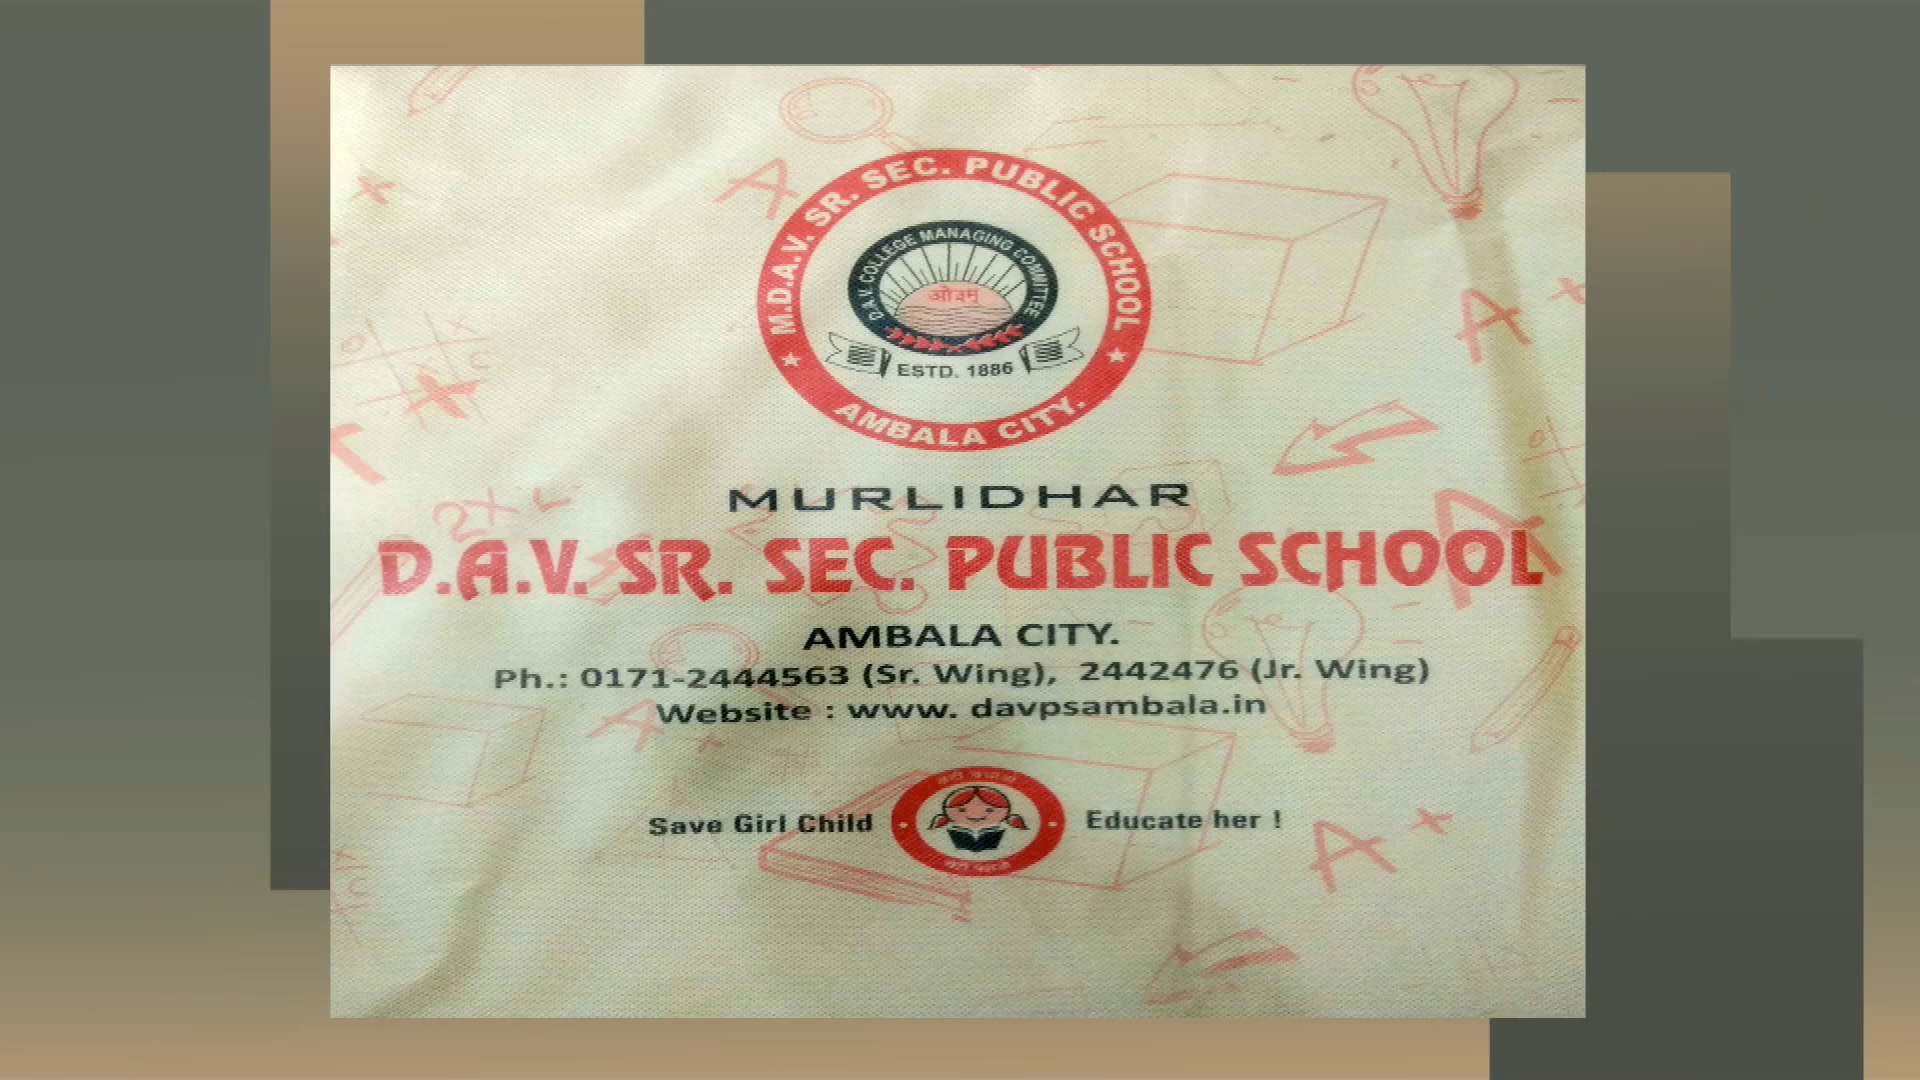 M.D.A.V. SR. SEC. PUBLIC SCHOOL
D.A.V. COLLEGE MANAGING COMMITTEE
ओ३म्
ESTD. 1886
AMBALA CITY.
MURLIDHAR
D.A.V. SR. SEC. PUBLIC SCHOOL
AMBALA CITY.
Ph.: 0171-2444563 (Sr. Wing), 2442476 (Jr. Wing)
Website : www. davpsambala.in
बेटी बचाओ
Save Girl Child Educate her !